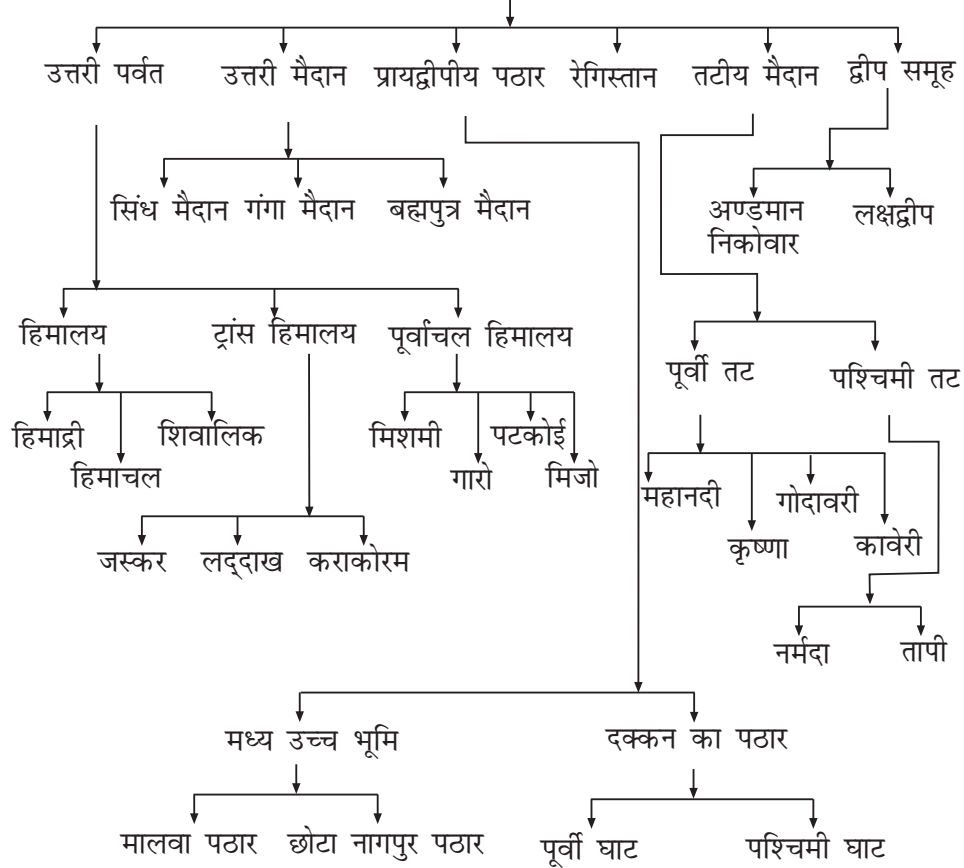 उत्तरी पर्वत उत्तरी मैदान प्रायद्वीपीय पठार रेगिस्तान तटीय मैदान द्वीप समूह
सिंध मैदान गंगा मैदान बह्मपुत्र मैदान
अण्डमान
निकोवार
लक्षद्वीप
हिमालय ट्रांस हिमालय पूर्वांचल हिमालय
पूर्वी तट पश्चिमी तट
हिमाद्री शिवालिक
हिमाचल
मिशमी पटकोई
गारो मिजो
महानदी गोदावरी
कृष्णा कावेरी
जस्कर लद्‌दाख कराकोरम
नर्मदा तापी
मध्य उच्च भूमि दक्कन का पठार
मालवा पठार छोटा नागपुर पठार पूर्वी घाट पश्चिमी घाट